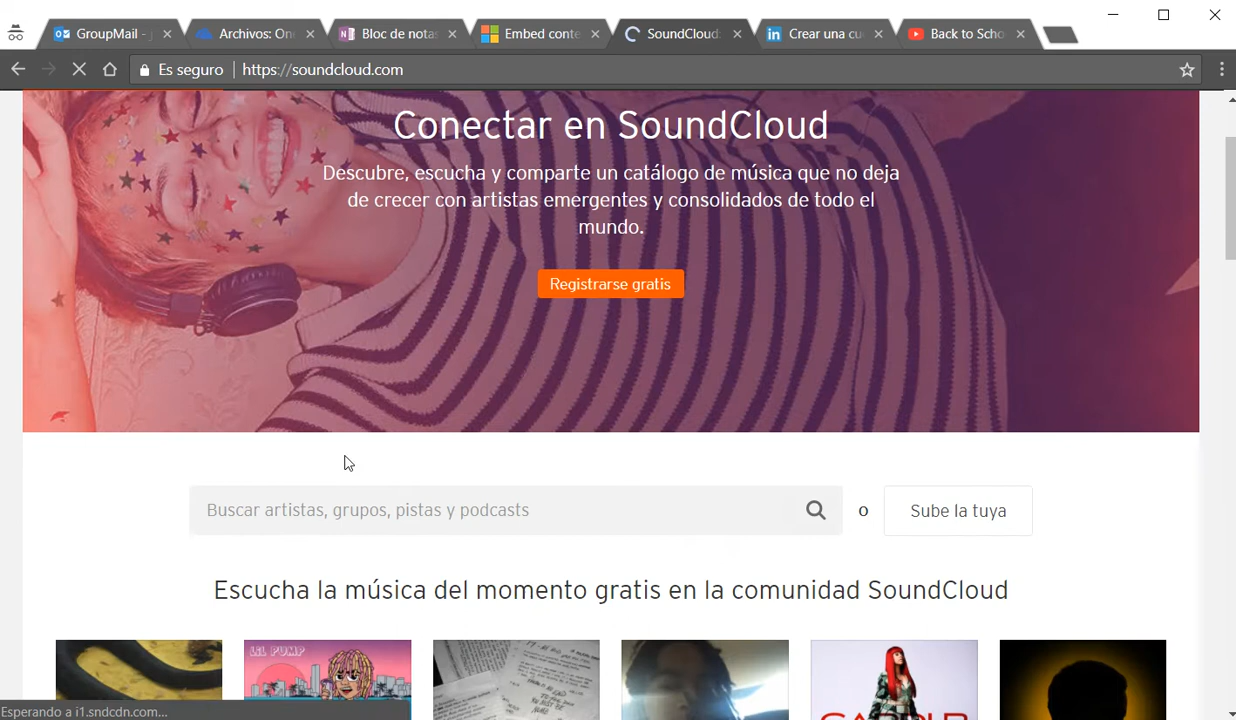 GroupMail - j
Archivos: On
Bloc de notas
Embed conte
SoundCloud:
Crear una cu
Back to Scho
Es seguro
https://soundcloud.com
Conectar en SoundCloud
Descubre, escucha y comparte un catálogo de música que no deja
de crecer con artistas emergentes y consolidados de todo el
mundo.
Registrarse gratis
Buscar artistas, grupos, pistas y podcasts
o
Sube la tuya
Escucha la música del momento gratis en la comunidad SoundCloud
LIL PUMP
Esperando a i1.sndcdn.com...